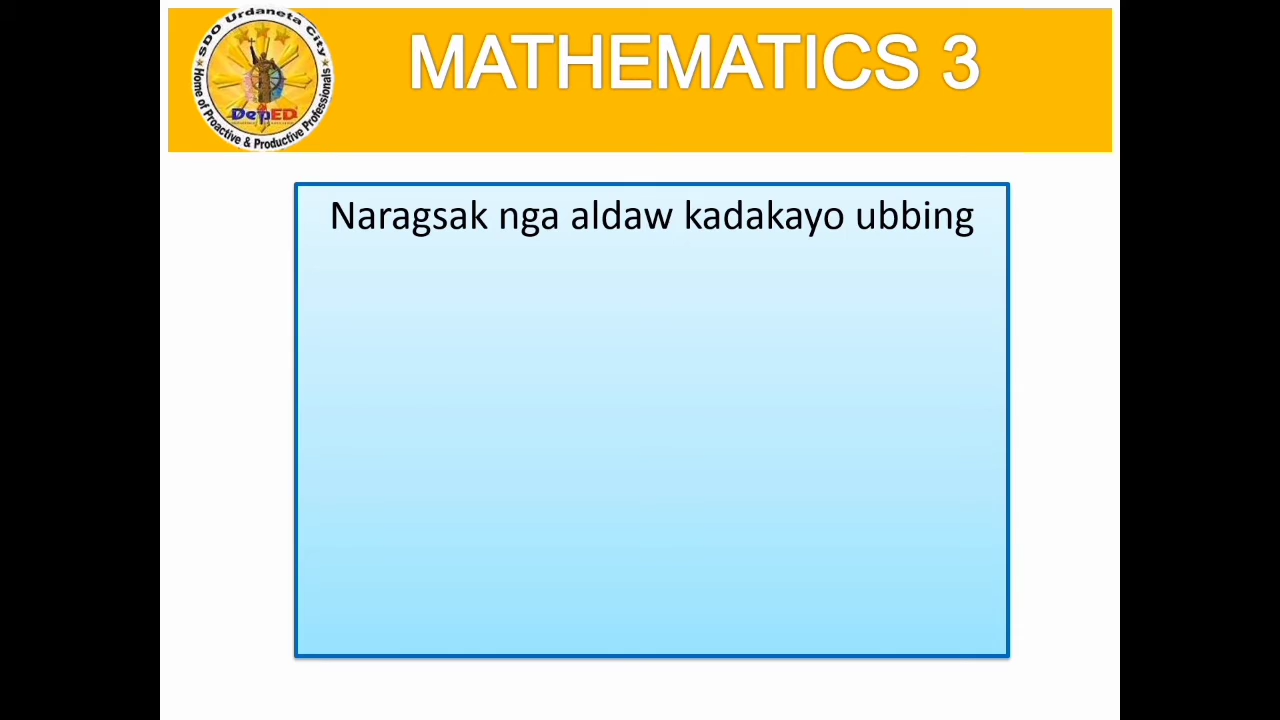 SDO Urdaneta City
MATHEMATICS 3
DepED
Home of Proactive & Productive Professionals
Naragsak nga aldaw kadakayo ubbing